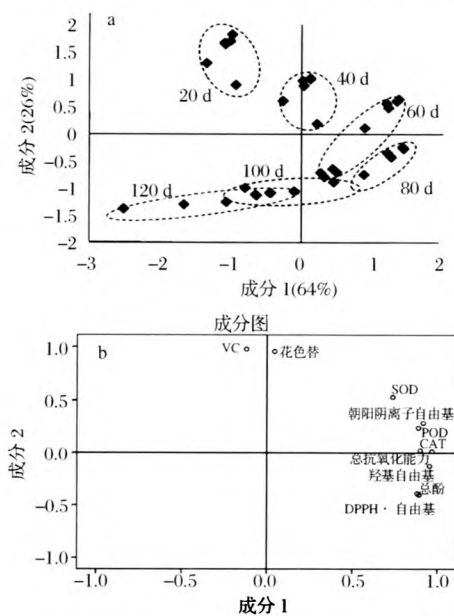 a
2
1.5
1
0.5
0
-0.5
-1
-1.5
-2
成分 2(26%)
20 d
40 d
60 d
80 d
100 d
120 d
-3
-2
-1
0
1
2
成分 1(64%)
成分图
b
1.0
0.5
0.0
-0.5
-1.0
成分 2
VC
花色替
SOD
朝阳阴离子自由基
POD
CAT
总抗氧化能力
羟基自由基
总酚
DPPH · 自由基
-1.0
-0.5
0.0
0.5
1.0
成分 1